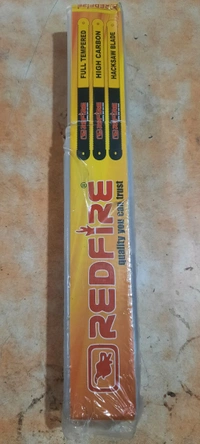 FULL TEMPERED
HIGH CARBON
HACKSAW BLADE
REDFIRE®
quality you can trust